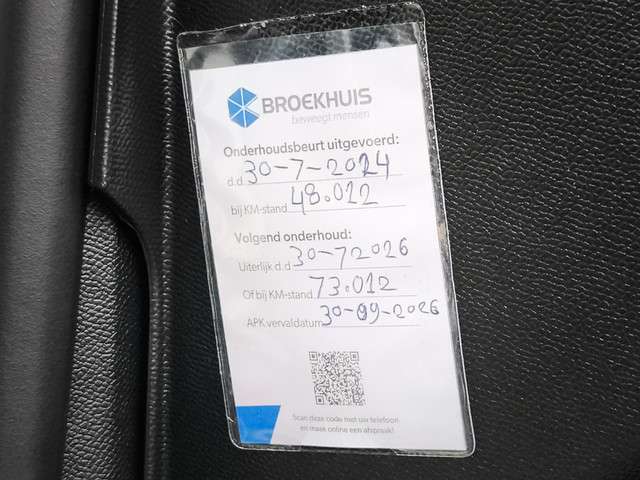 BROEKHUIS
beweegt mensen
Onderhoudsbeurt uitgevoerd:
d.d 30-7-2024
bij KM-stand 48.012
Volgend onderhoud:
Uiterlijk d.d 30-7 2026
Of bij KM-stand 73.012
APK vervaldatum 30-09-2026
Scan deze code met uw telefoon
en maak online een afspraak!